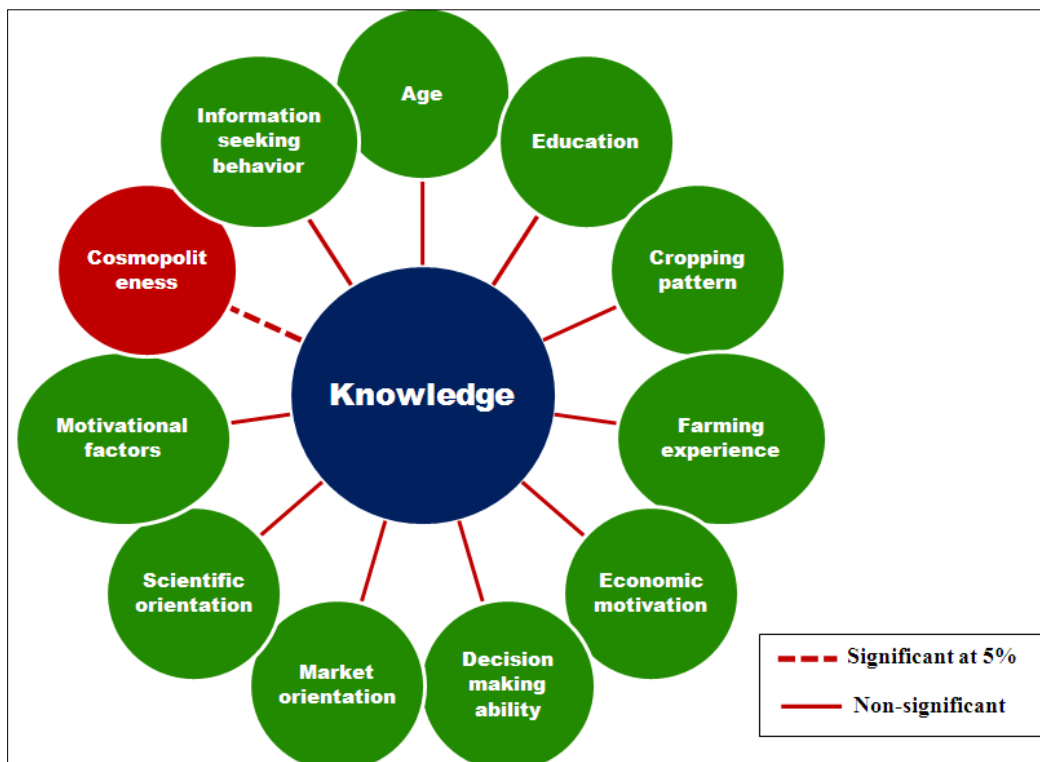 Age
Education
Cropping
pattern
Farming
experience
Economic
motivation
Decision
making
ability
Market
orientation
Scientific
orientation
Motivational
factors
Cosmopolit
eness
Information
seeking
behavior
Knowledge
Significant at 5%
Non-significant